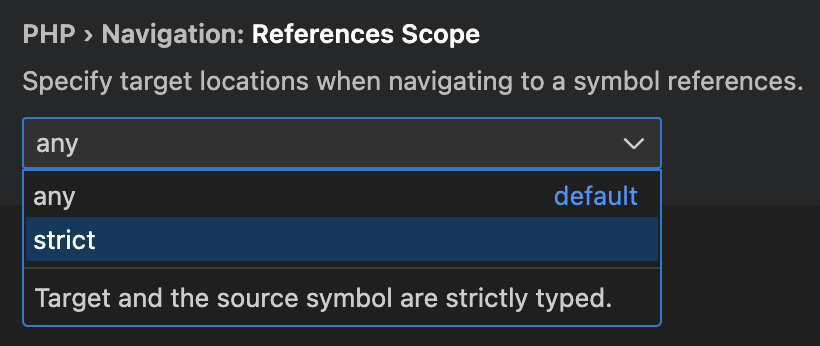 PHP › Navigation: References Scope
Specify target locations when navigating to a symbol references.
any
any default
strict
Target and the source symbol are strictly typed.